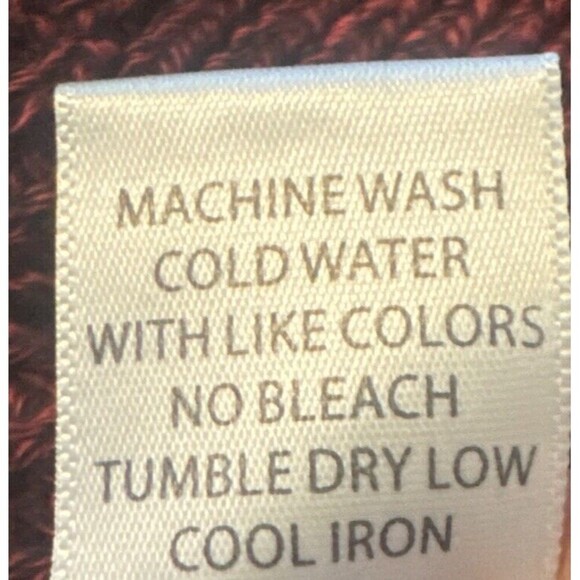 MACHINE WASH
COLD WATER
WITH LIKE COLORS
NO BLEACH
TUMBLE DRY LOW
COOL IRON